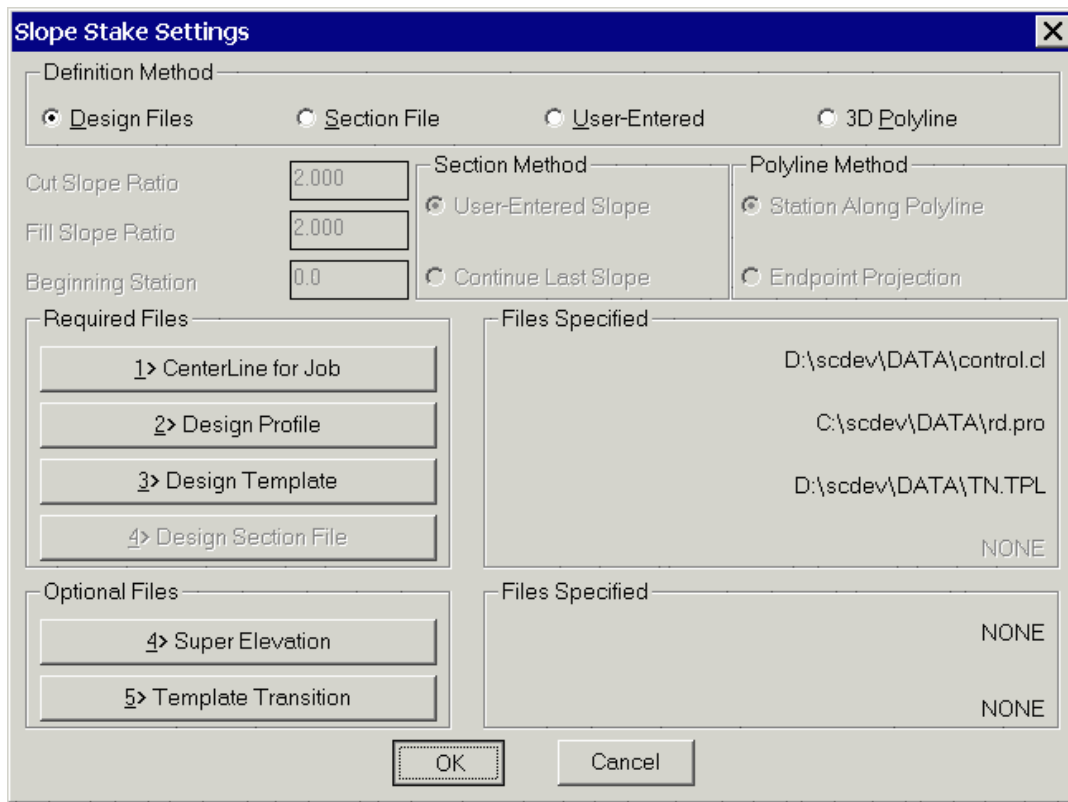 Slope Stake Settings
Definition Method
Design Files
Section File
User-Entered
3D Polyline
Cut Slope Ratio
2.000
Fill Slope Ratio
2.000
Beginning Station
0.0
Section Method
User-Entered Slope
Continue Last Slope
Polyline Method
Station Along Polyline
Endpoint Projection
Required Files
1> CenterLine for Job
2> Design Profile
3> Design Template
4> Design Section File
Files Specified
D:\scdev\DATA\control.cl
C:\scdev\DATA\rd.pro
D:\scdev\DATA\TN.TPL
NONE
Optional Files
4> Super Elevation
5> Template Transition
Files Specified
NONE
NONE
OK
Cancel